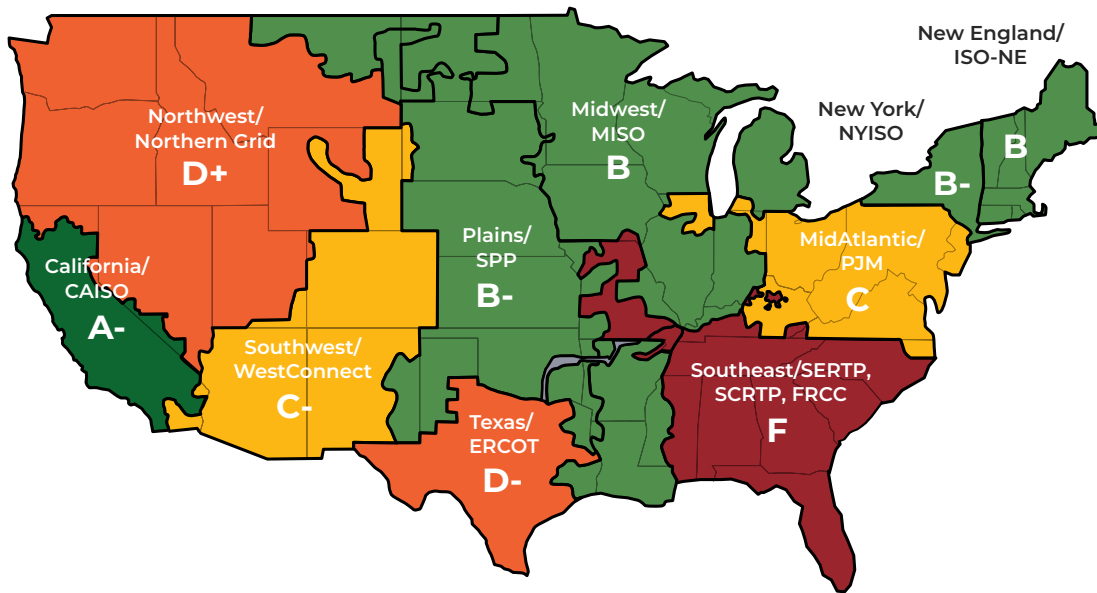 New England/
ISO-NE
New York/
NYISO
Northwest/
Northern Grid
D+
Midwest/
MISO
B
B
B-
California/
CAISO
A-
Plains/
SPP
B-
MidAtlantic/
PJM
C
Southwest/
WestConnect
C-
Southeast/SERTP,
SCRTP, FRCC
F
Texas/
ERCOT
D-